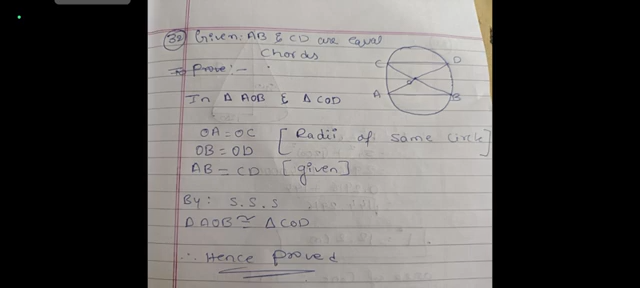 32 Given: AB & CD are equal
chords
To Prove:-
C D
O
A B
In Δ AOB & Δ COD
OA = OC [Radii of same circle]
OB = OD
AB = CD [given]
By: S.S.S
Δ AOB ≅ Δ COD
∴ Hence proved